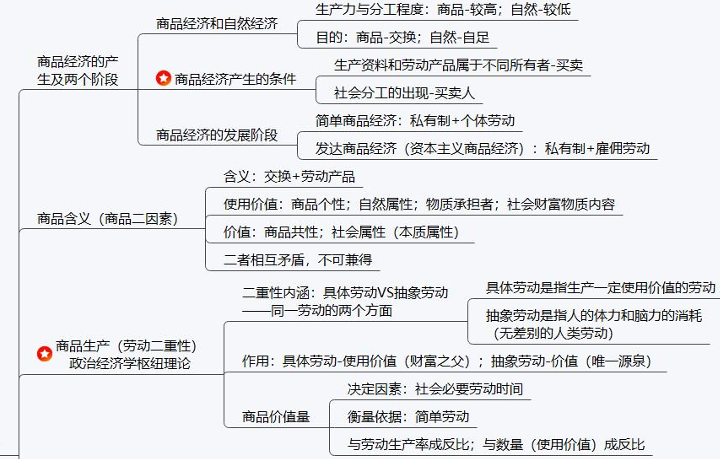 商品经济的产
生及两个阶段
商品经济和自然经济
生产力与分工程度：商品-较高；自然-较低
目的：商品-交换；自然-自足
商品经济产生的条件
生产资料和劳动产品属于不同所有者-买卖
社会分工的出现-买卖人
商品经济的发展阶段
简单商品经济：私有制+个体劳动
发达商品经济（资本主义商品经济）：私有制+雇佣劳动
商品含义（商品二因素）
含义：交换+劳动产品
使用价值：商品个性；自然属性；物质承担者；社会财富物质内容
价值：商品共性；社会属性（本质属性）
二者相互矛盾，不可兼得
商品生产（劳动二重性）
政治经济学枢纽理论
二重性内涵：具体劳动VS抽象劳动
——同一劳动的两个方面
具体劳动是指生产一定使用价值的劳动
抽象劳动是指人的体力和脑力的消耗
（无差别的人类劳动）
作用：具体劳动-使用价值（财富之父）；抽象劳动-价值（唯一源泉）
商品价值量
决定因素：社会必要劳动时间
衡量依据：简单劳动
与劳动生产率成反比；与数量（使用价值）成反比